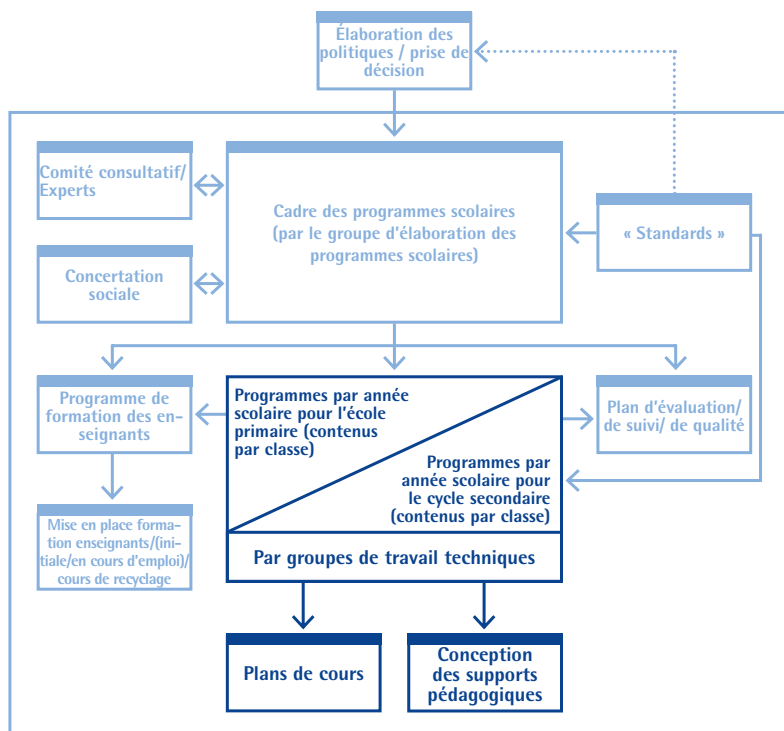 Élaboration des
politiques / prise de
décision
Comité consultatif/
Experts
Cadre des programmes scolaires
(par le groupe d'élaboration des
programmes scolaires)
« Standards »
Concertation
sociale
Programme de
formation des en-
seignants
Programmes par année
scolaire pour l'école
primaire (contenus
par classe)
Programmes par
année scolaire pour
le cycle secondaire
(contenus par classe)
Plan d'évaluation/
de suivi/ de qualité
Mise en place forma-
tion enseignants/(ini-
tiale/en cours d'emploi)/
cours de recyclage
Par groupes de travail techniques
Plans de cours
Conception
des supports
pédagogiques